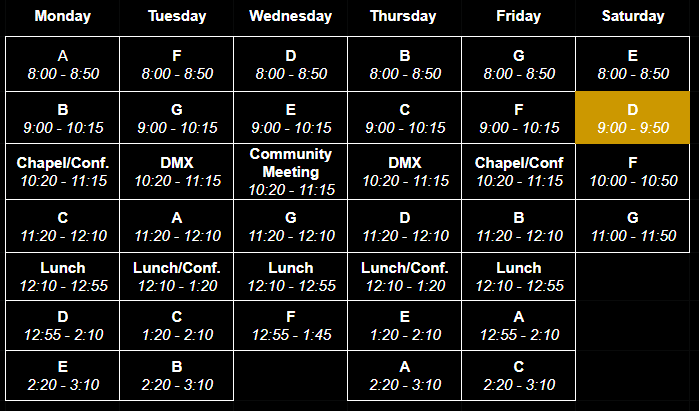 Monday Tuesday Wednesday Thursday Friday Saturday
A F D B G E
8:00 - 8:50 8:00 - 8:50 8:00 - 8:50 8:00 - 8:50 8:00 - 8:50 8:00 - 8:50
B G E C F D
9:00 - 10:15 9:00 - 10:15 9:00 - 10:15 9:00 - 10:15 9:00 - 10:15 9:00 - 9:50
Chapel/Conf. DMX Community Meeting DMX Chapel/Conf F
10:20 - 11:15 10:20 - 11:15 10:20 - 11:15 10:20 - 11:15 10:20 - 11:15 10:00 - 10:50
C A G D B G
11:20 - 12:10 11:20 - 12:10 11:20 - 12:10 11:20 - 12:10 11:20 - 12:10 11:00 - 11:50
Lunch Lunch/Conf. Lunch Lunch/Conf. Lunch
12:10 - 12:55 12:10 - 1:20 12:10 - 12:55 12:10 - 1:20 12:10 - 12:55
D C F E A
12:55 - 2:10 1:20 - 2:10 12:55 - 1:45 1:20 - 2:10 12:55 - 2:10
E B A C
2:20 - 3:10 2:20 - 3:10 2:20 - 3:10 2:20 - 3:10